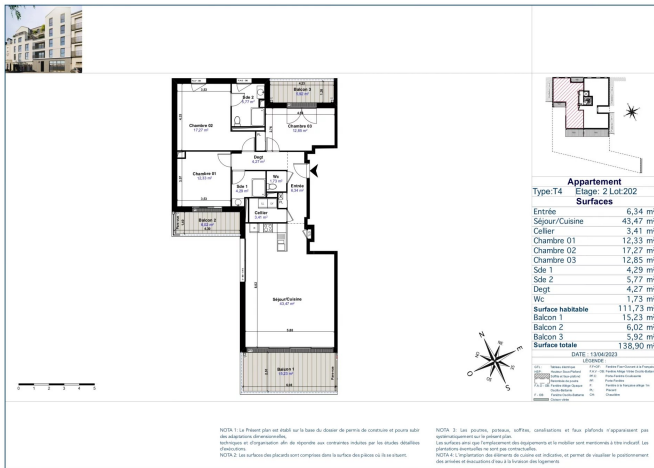 Balcon 3
5,92 m²
Sde 2
5,77 m²
Chambre 02
17,27 m²
Chambre 03
12,85 m²
Degt
4,27 m²
Chambre 01
12,33 m²
Wc
1,73 m²
Sde 1
4,29 m²
Entrée
6,34 m²
Cellier
3,41 m²
Balcon 2
6,02 m²
Séjour/Cuisine
43,47 m²
Balcon 1
15,23 m²
0 1 2 3 4 5
N
E
S
O
Appartement
Type:T4 Etage: 2 Lot:202
Surfaces
Entrée 6,34 m²
Séjour/Cuisine 43,47 m²
Cellier 3,41 m²
Chambre 01 12,33 m²
Chambre 02 17,27 m²
Chambre 03 12,85 m²
Sde 1 4,29 m²
Sde 2 5,77 m²
Degt 4,27 m²
Wc 1,73 m²
Surface habitable 111,73 m²
Balcon 1 15,23 m²
Balcon 2 6,02 m²
Balcon 3 5,92 m²
Surface totale 138,90 m²
DATE : 13/04/2023
LÉGENDE :
NOTA 1: Le Présent plan est établi sur la base du dossier de permis de construire et pourra subir
des adaptations dimensionnelles,
techniques et d'organisation afin de répondre aux contraintes induites par les études détaillées
d'exécutions.
NOTA 2: Les surfaces des placards sont comprises dans la surface des pièces où ils se situent.
NOTA 3: Les poutres, poteaux, soffites, canalisations et faux plafonds n'apparaissent pas
systématiquement sur le présent plan.
Les surfaces ainsi que l'emplacement des équipements et le mobilier sont mentionnés à titre indicatif. Les
plantations éventuelles ne sont pas contractuelles.
NOTA 4: L'implantation des éléments de cuisine est indicative, et permet de visualiser le positionnement
des arrivées et évacuations d'eau à la livraison des logements